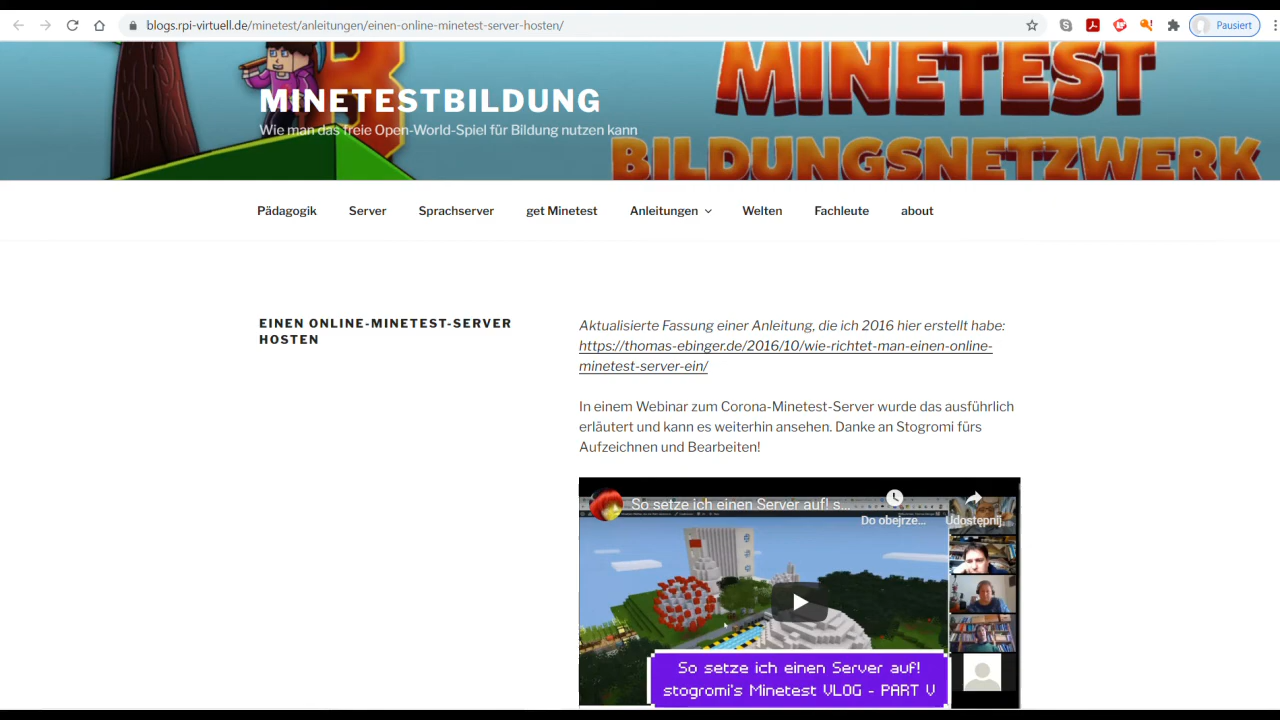 blogs.rpi-virtuell.de/minetest/anleitungen/einen-online-minetest-server-hosten/
Pausiert
MINETEST
BILDUNGSNETZWERK
MINETESTBILDUNG
Wie man das freie Open-World-Spiel für Bildung nutzen kann
Pädagogik Server Sprachserver get Minetest Anleitungen Welten Fachleute about
EINEN ONLINE-MINETEST-SERVER
HOSTEN
Aktualisierte Fassung einer Anleitung, die ich 2016 hier erstellt habe:
https://thomas-ebinger.de/2016/10/wie-richtet-man-einen-online-
minetest-server-ein/
In einem Webinar zum Corona-Minetest-Server wurde das ausführlich
erläutert und kann es weiterhin ansehen. Danke an Stogromi fürs
Aufzeichnen und Bearbeiten!
So setze ich einen Server auf! s...
Do obejrze...
Udostępnij.
So setze ich einen Server auf!
stogromi's Minetest VLOG - PART V